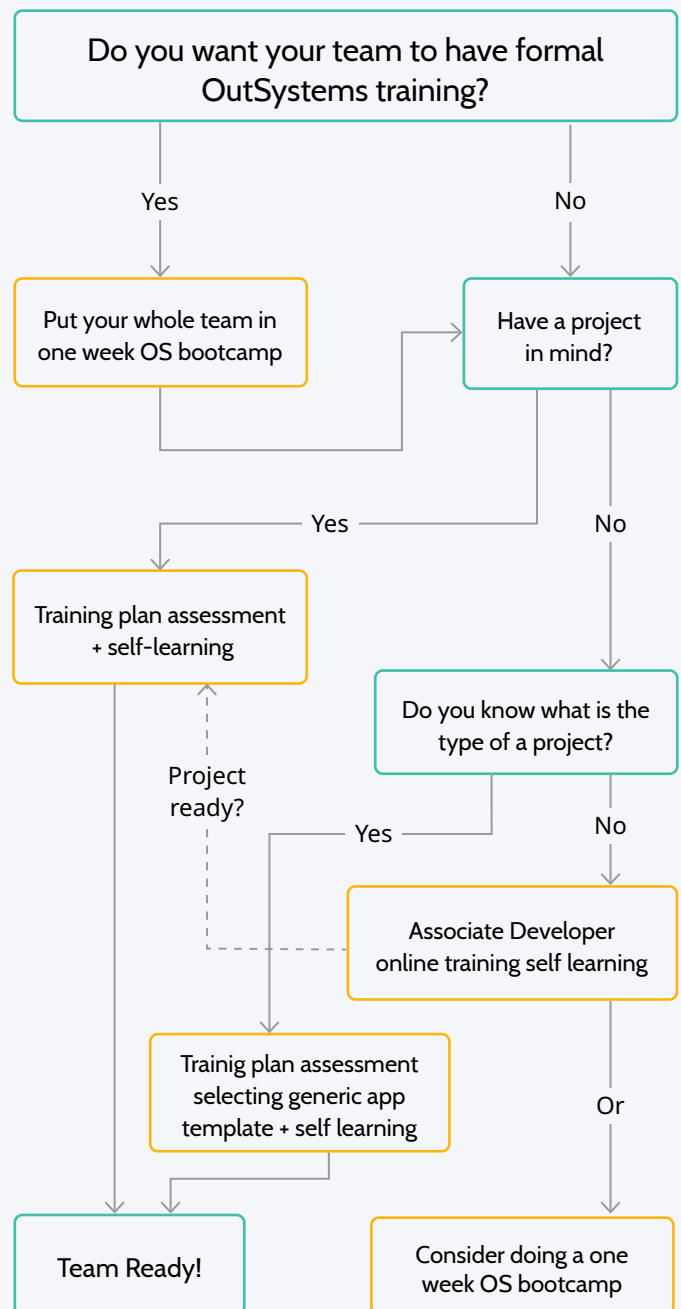 Do you want your team to have formal
OutSystems training?
Yes
No
Put your whole team in
one week OS bootcamp
Have a project
in mind?
Yes
No
Training plan assessment
+ self-learning
Do you know what is the
type of a project?
Project
ready?
Yes
No
Associate Developer
online training self learning
Trainig plan assessment
selecting generic app
template + self learning
Or
Team Ready!
Consider doing a one
week OS bootcamp